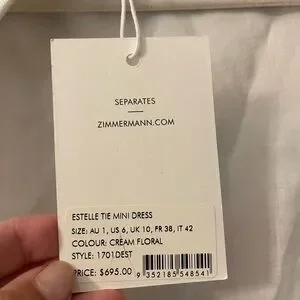 SEPARATES
ZIMMERMANN.COM
ESTELLE TIE MINI DRESS
SIZE: AU 1, US 6, UK 10, FR 38, IT 42
COLOUR: CREAM FLORAL
STYLE: 1701DEST
PRICE: $695.00
9 352185 548541